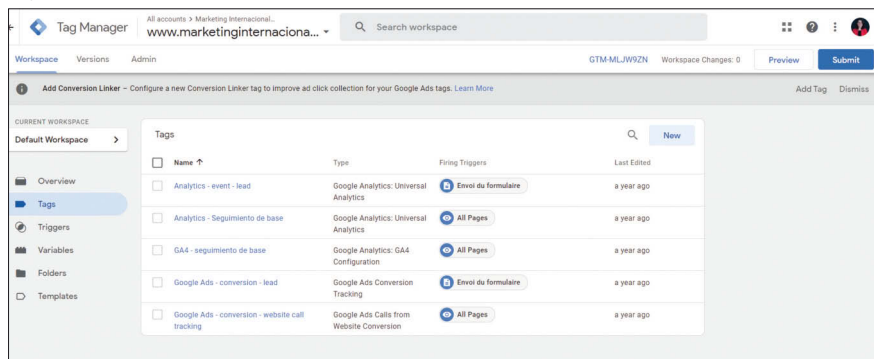 All accounts > Marketing Internacional...
Tag Manager
www.marketinginternaciona...
Search workspace
Workspace Versions Admin
GTM-MLJW9ZN Workspace Changes: 0 Preview Submit
Add Conversion Linker – Configure a new Conversion Linker tag to improve ad click collection for your Google Ads tags. Learn More
Add Tag Dismiss
CURRENT WORKSPACE
Default Workspace
Overview
Tags
Triggers
Variables
Folders
Templates
Tags
New
Name Type Firing Triggers Last Edited
Analytics - event - lead Google Analytics: Universal Envoi du formulaire a year ago
Analytics
Analytics - Seguimiento de base Google Analytics: Universal All Pages a year ago
Analytics
GA4 - seguimiento de base Google Analytics: GA4 All Pages a year ago
Configuration
Google Ads - conversion - lead Google Ads Conversion Envoi du formulaire a year ago
Tracking
Google Ads - conversion - website call Google Ads Calls from All Pages a year ago
tracking Website Conversion